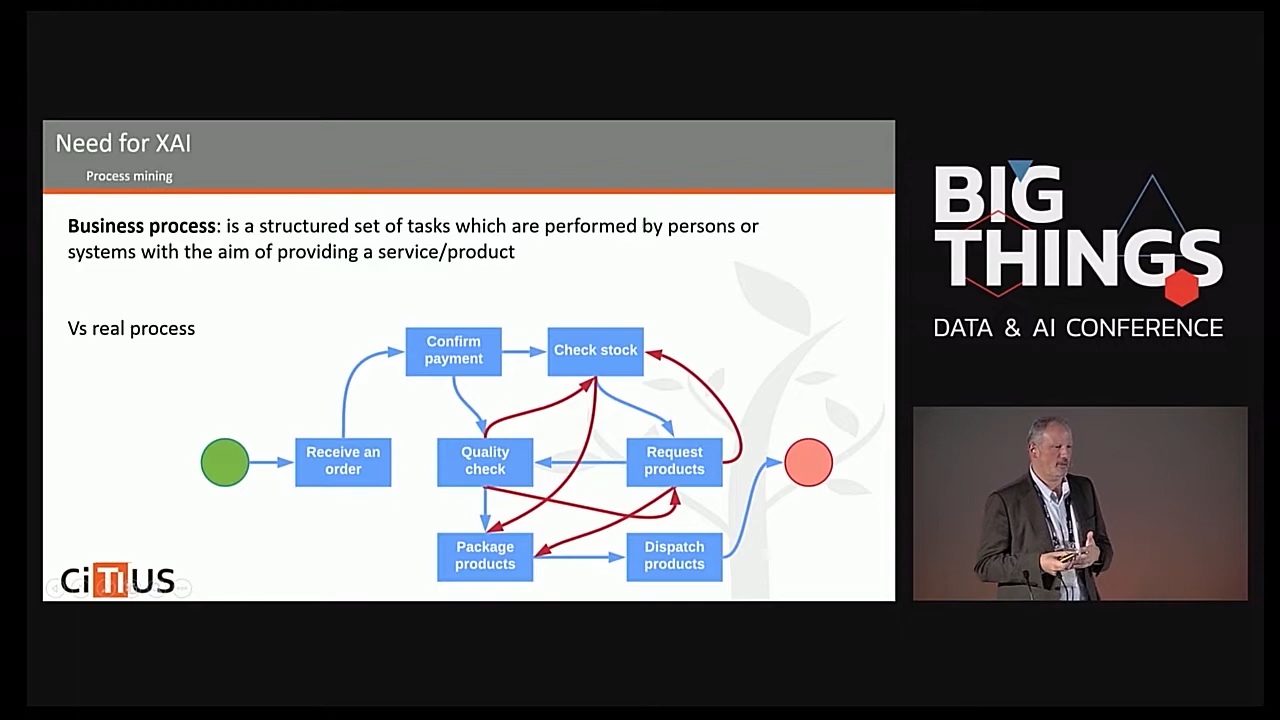 Need for XAI
Process mining
Business process: is a structured set of tasks which are performed by persons or
systems with the aim of providing a service/product
Vs real process
Confirm
payment
Check stock
Receive an
order
Quality
check
Request
products
Package
products
Dispatch
products
CiTIUS
BIG
THINGS
DATA & AI CONFERENCE